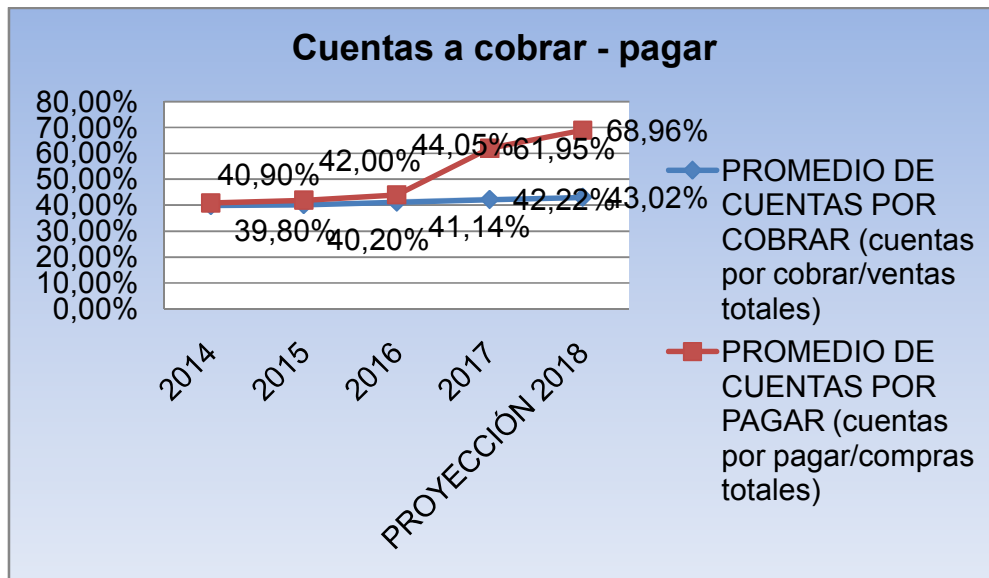 Cuentas a cobrar - pagar
80,00%
70,00%
60,00%
50,00%
40,00%
30,00%
20,00%
10,00%
0,00%
40,90%
42,00%
44,05%
61,95%
68,96%
39,80%
40,20%
41,14%
42,22%
43,02%
2014
2015
2016
2017
PROYECCIÓN 2018
PROMEDIO DE
CUENTAS POR
COBRAR (cuentas
por cobrar/ventas
totales)
PROMEDIO DE
CUENTAS POR
PAGAR (cuentas
por pagar/compras
totales)